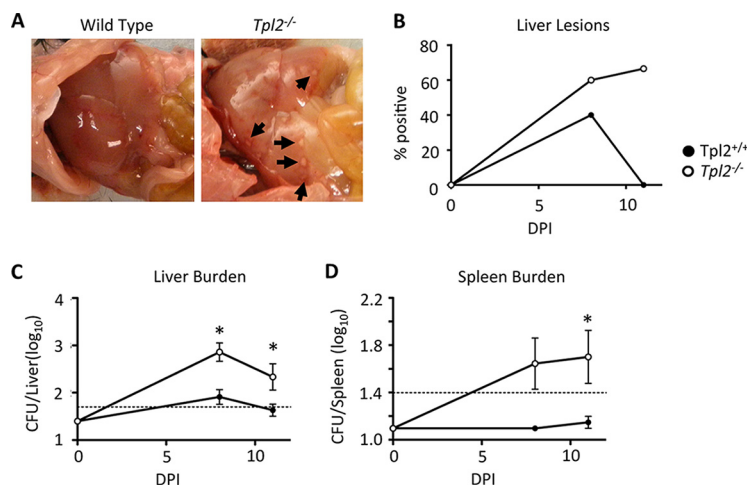 A
Wild Type
Tpl2-/-
B
Liver Lesions
% positive
80
60
40
20
0
0
5
10
DPI
Tpl2+/+
Tpl2-/-
C
Liver Burden
CFU/Liver(log10)
4
3
2
1
*
*
0
5
10
DPI
D
Spleen Burden
CFU/Spleen (log10)
2.2
1.8
1.4
1.0
*
0
5
10
DPI